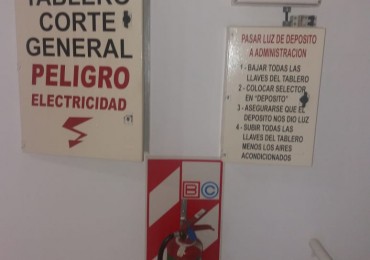 TABLERO
CORTE
GENERAL
PELIGRO
ELECTRICIDAD
PASAR LUZ DE DEPOSITO
A ADMINISTRACION
1 - BAJAR TODAS LAS
LLAVES DEL TABLERO
2 - COLOCAR SELECTOR
EN "DEPOSITO"
3 - ASEGURARSE QUE EL
DEPOSITO NOS DIO LUZ
4 - SUBIR TODAS LAS
LLAVES DEL TABLERO
MENOS LOS AIRES
ACONDICIONADOS
B C